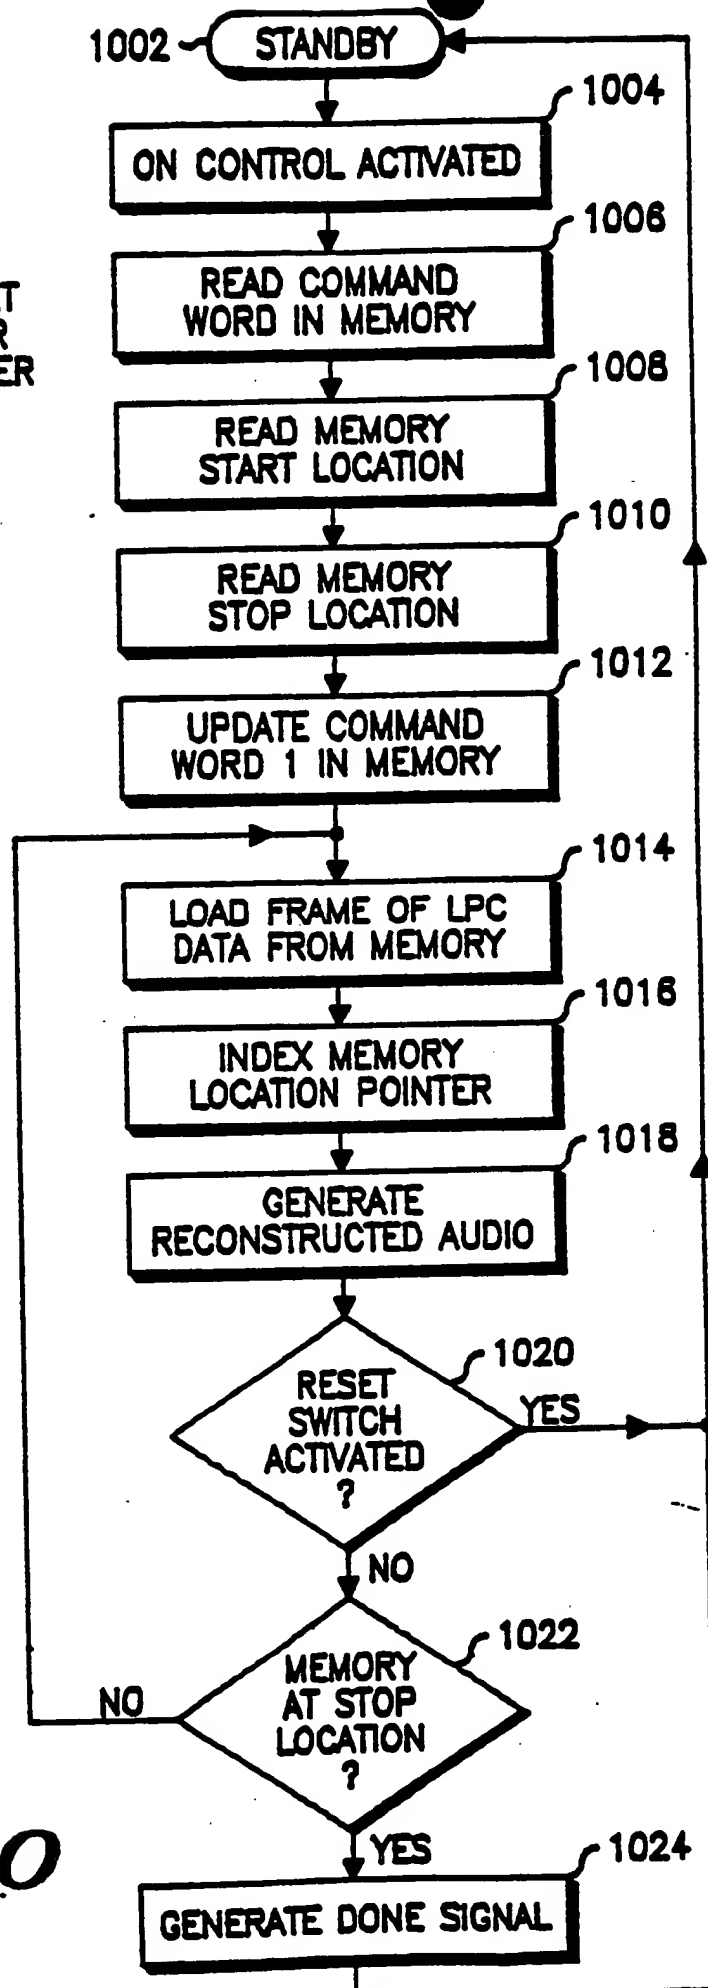 1002
STANDBY
1004
ON CONTROL ACTIVATED
1006
READ COMMAND
WORD IN MEMORY
1008
READ MEMORY
START LOCATION
1010
READ MEMORY
STOP LOCATION
1012
UPDATE COMMAND
WORD 1 IN MEMORY
1014
LOAD FRAME OF LPC
DATA FROM MEMORY
1016
INDEX MEMORY
LOCATION POINTER
1018
GENERATE
RECONSTRUCTED AUDIO
1020
RESET
SWITCH
ACTIVATED
?
YES
NO
1022
MEMORY
AT STOP
LOCATION
?
NO
YES
1024
GENERATE DONE SIGNAL